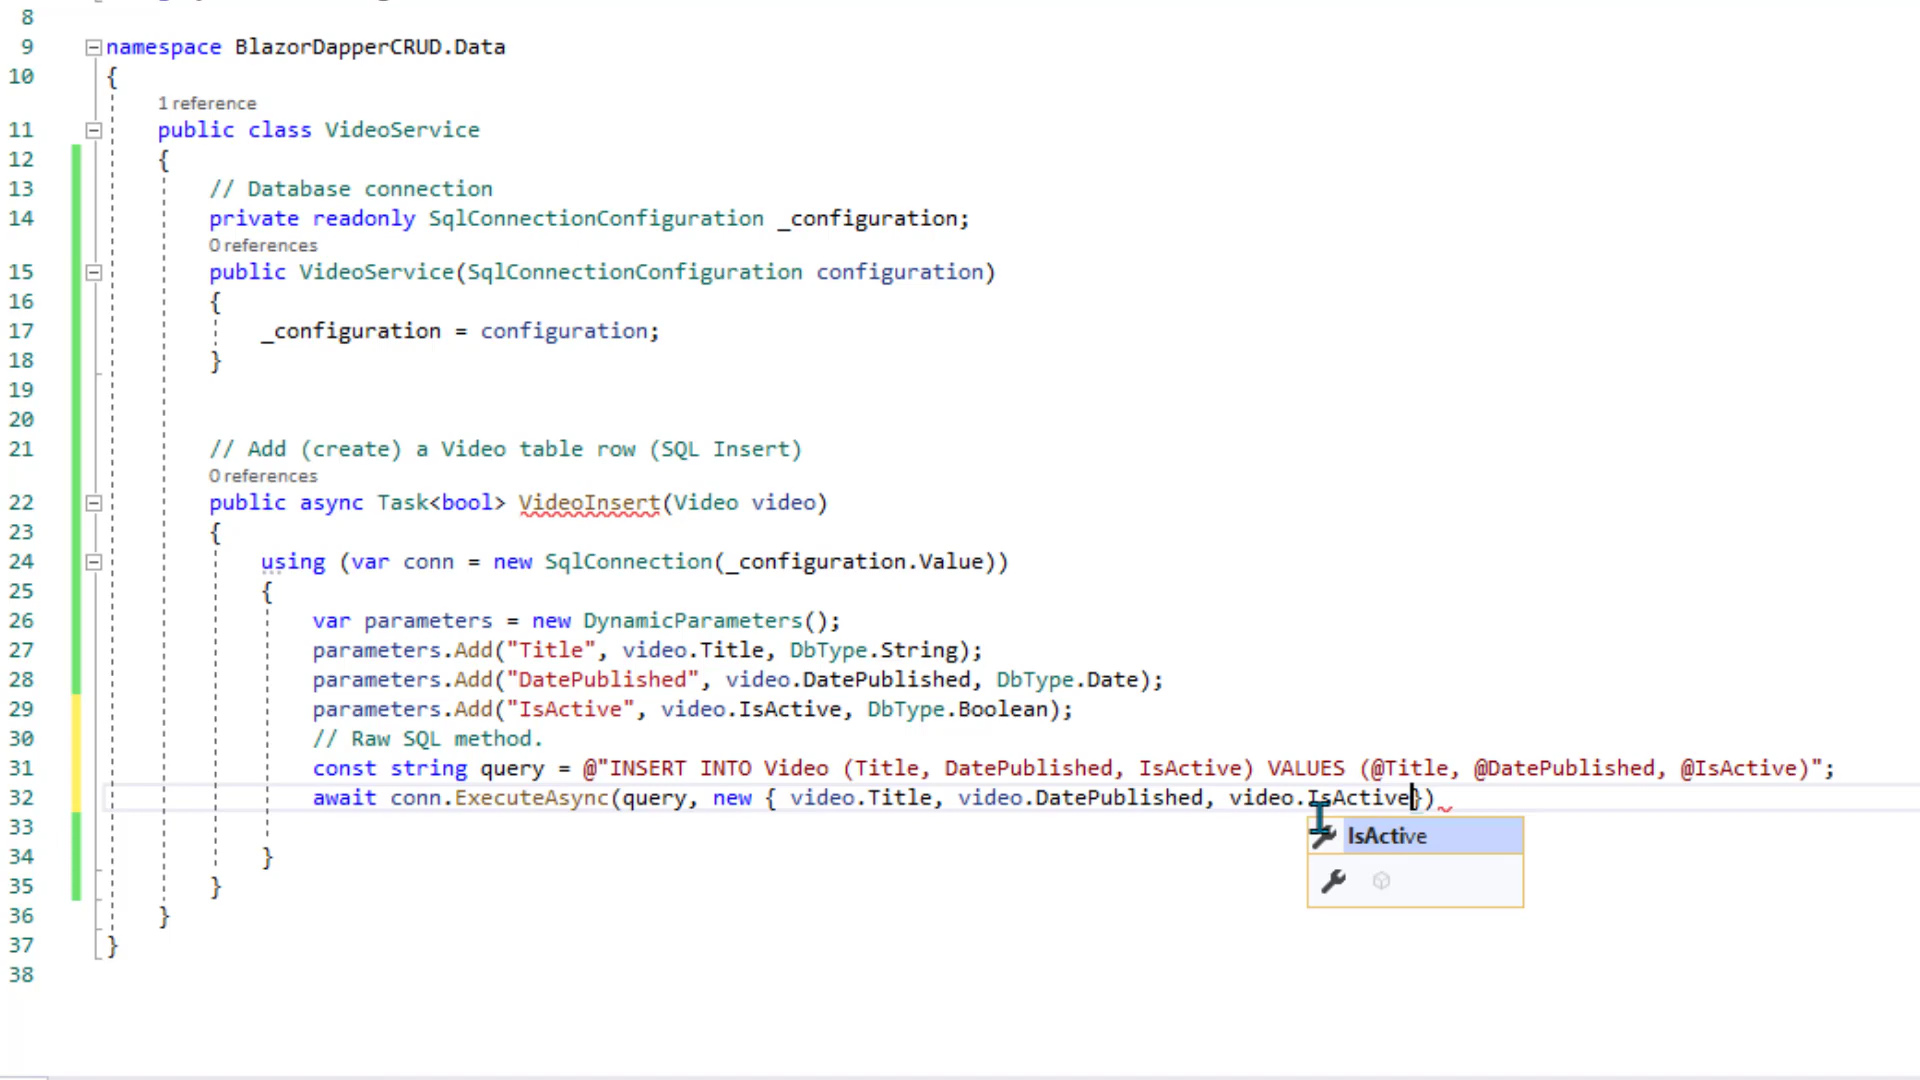 8
9 namespace BlazorDapperCRUD.Data
10 {
1 reference
11 public class VideoService
12 {
13 // Database connection
14 private readonly SqlConnectionConfiguration _configuration;
0 references
15 public VideoService(SqlConnectionConfiguration configuration)
16 {
17 _configuration = configuration;
18 }
19
20
21 // Add (create) a Video table row (SQL Insert)
0 references
22 public async Task<bool> VideoInsert(Video video)
23 {
24 using (var conn = new SqlConnection(_configuration.Value))
25 {
26 var parameters = new DynamicParameters();
27 parameters.Add("Title", video.Title, DbType.String);
28 parameters.Add("DatePublished", video.DatePublished, DbType.Date);
29 parameters.Add("IsActive", video.IsActive, DbType.Boolean);
30 // Raw SQL method.
31 const string query = @"INSERT INTO Video (Title, DatePublished, IsActive) VALUES (@Title, @DatePublished, @IsActive)";
32 await conn.ExecuteAsync(query, new { video.Title, video.DatePublished, video.IsActive})
33
IsActive
34 }
35 }
36 }
37 }
38